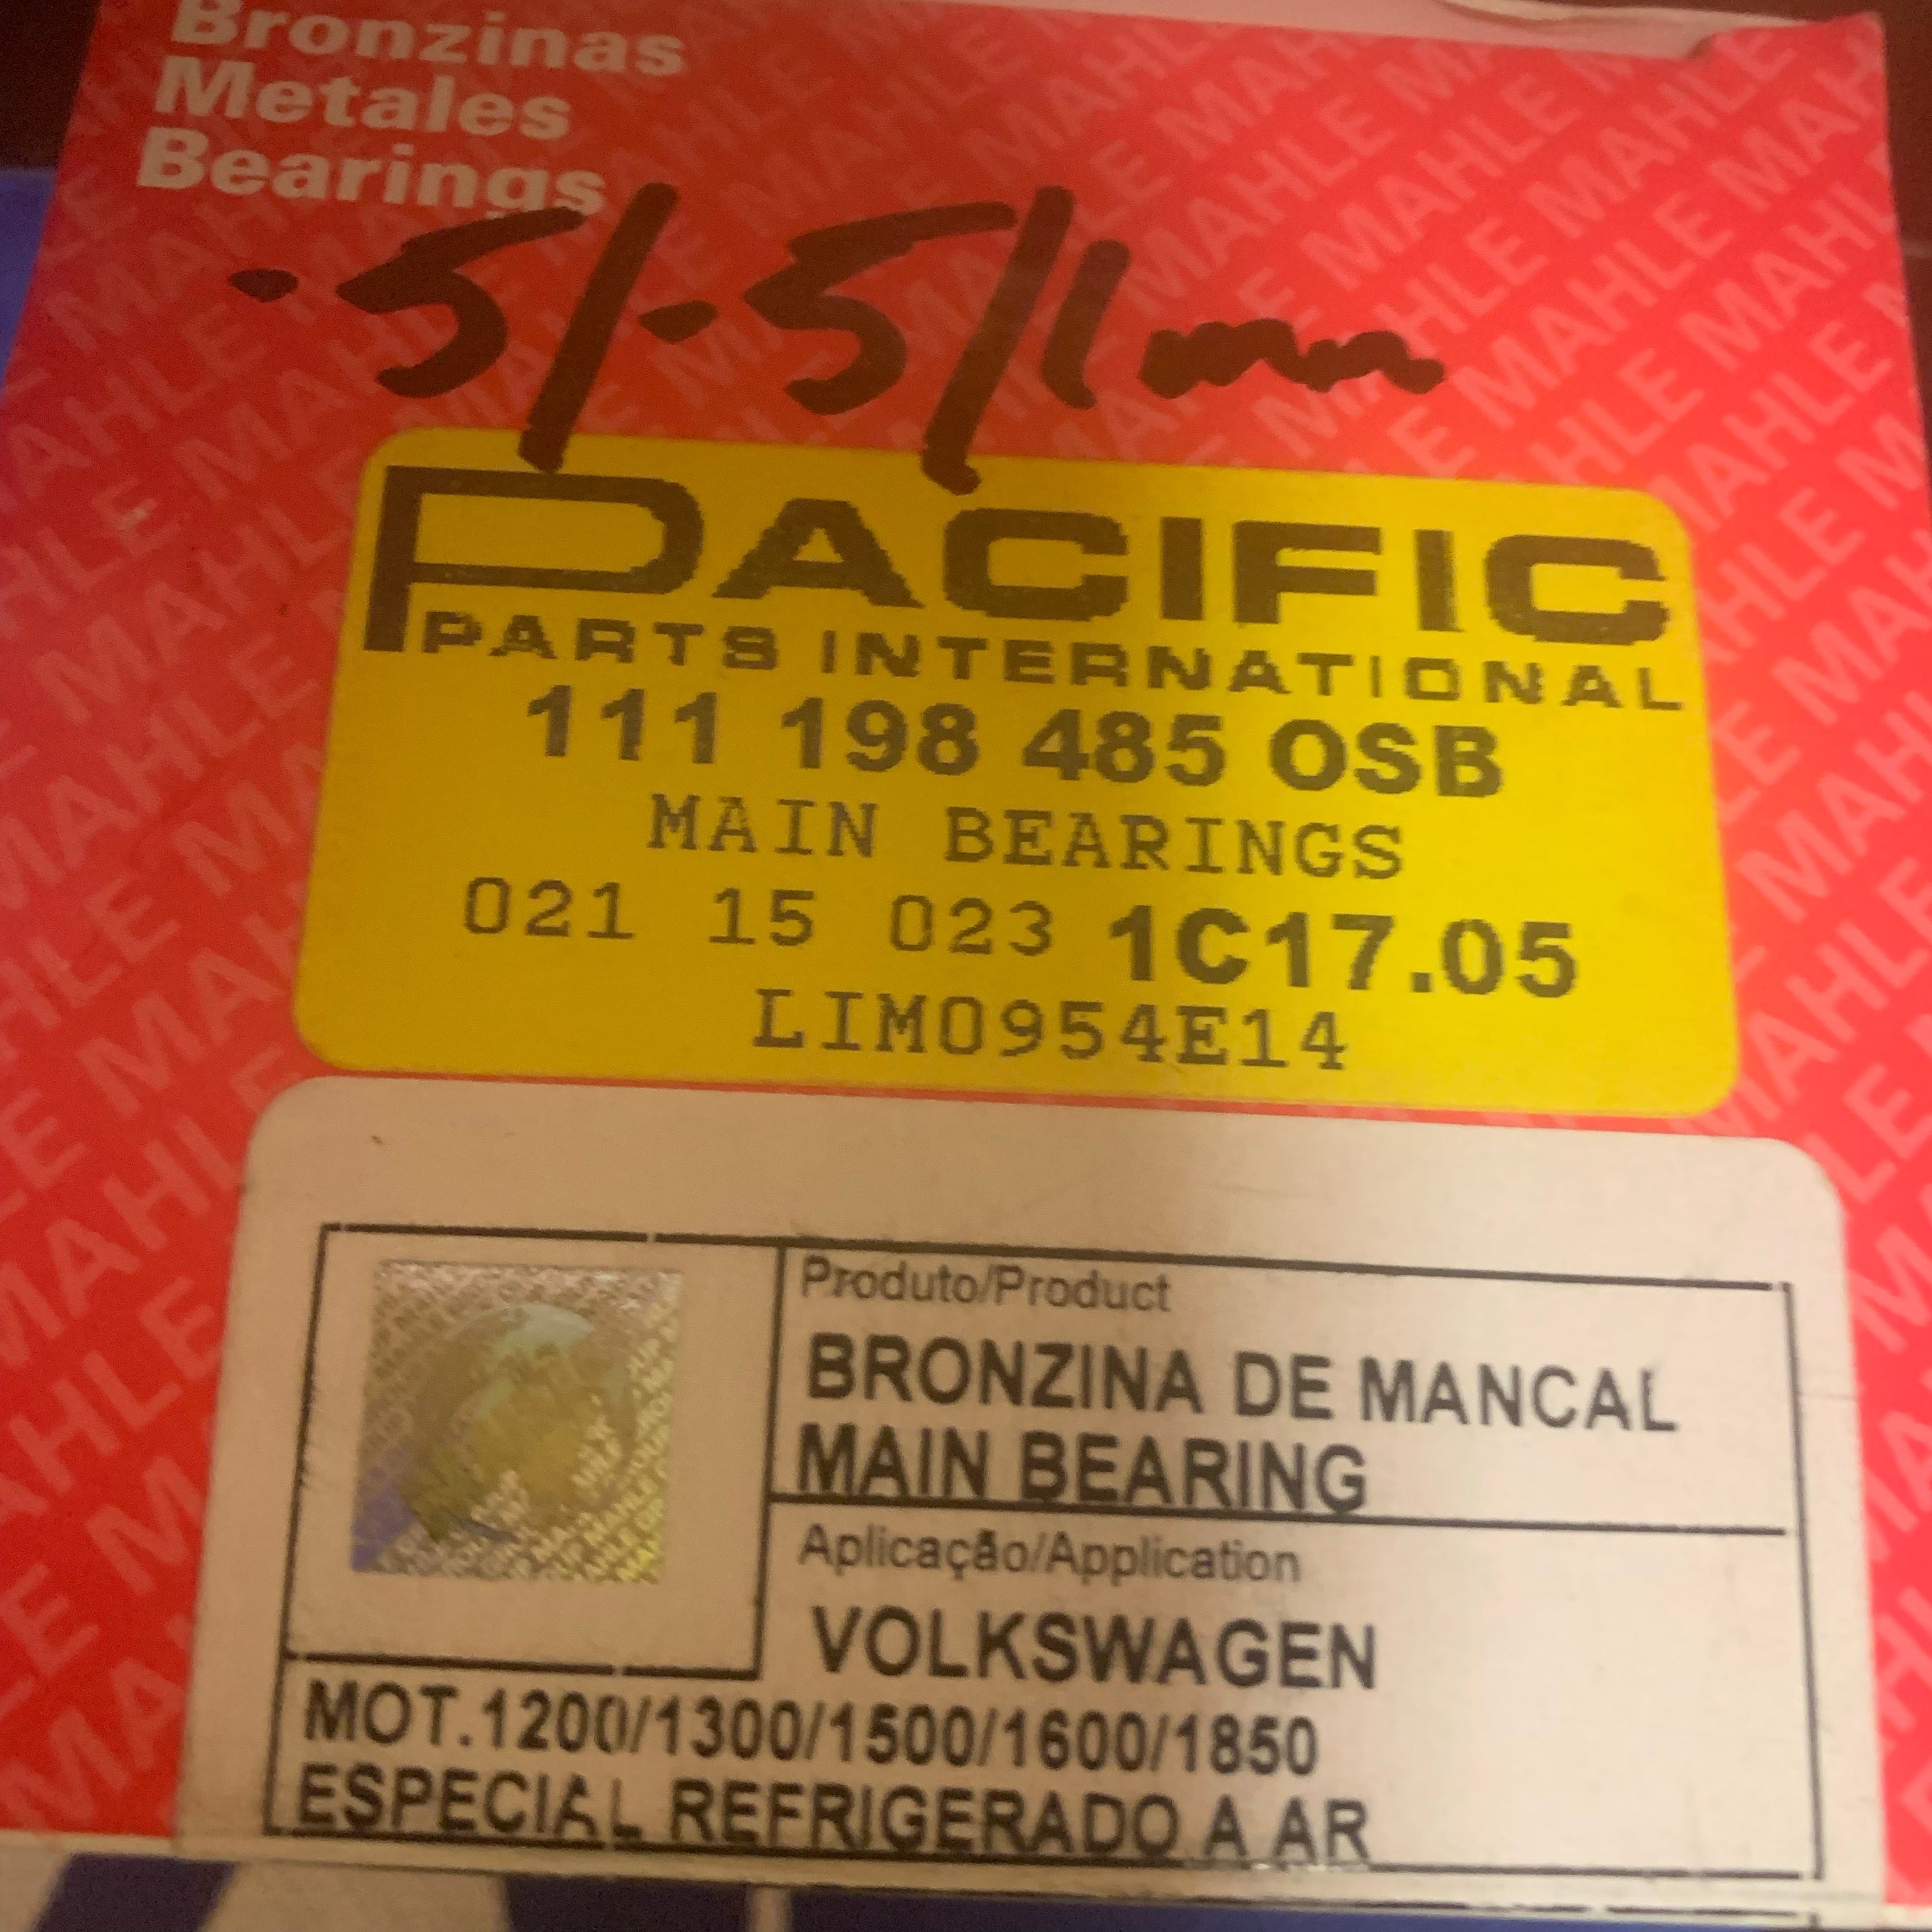 Bronzinas
Metales
Bearings
.5/.5/1mm
PACIFIC
PARTS INTERNATIONAL
111 198 485 OSB
MAIN BEARINGS
021 15 023 1C17.05
LIM0954E14
Produto/Product
BRONZINA DE MANCAL
MAIN BEARING
Aplicação/Application
VOLKSWAGEN
MOT.1200/1300/1500/1600/1850
ESPECIAL REFRIGERADO A AR